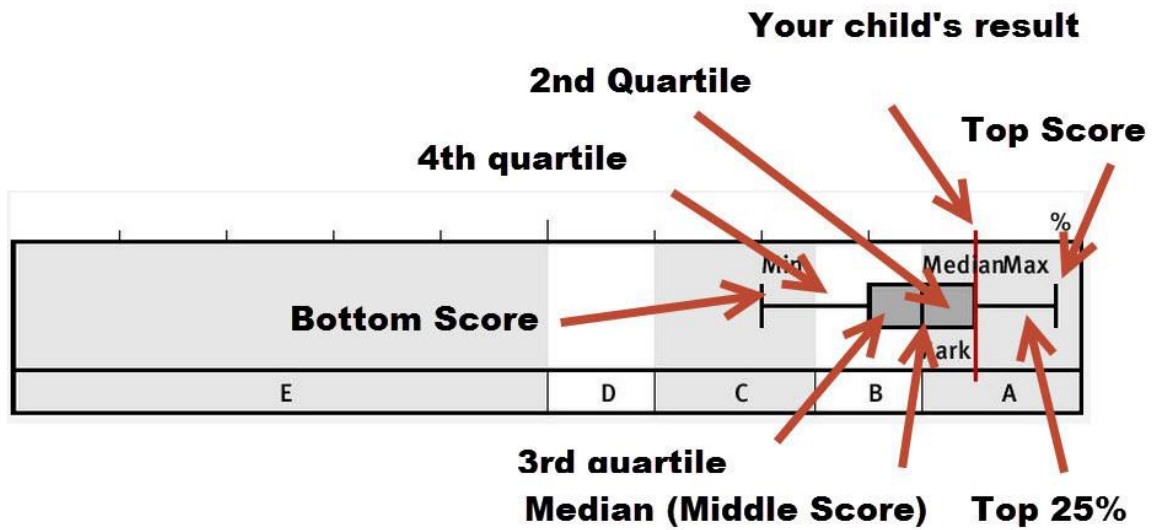 Your child's result
2nd Quartile
Top Score
4th quartile
%
Min
Median Max
Bottom Score
E
D
C
B
A
3rd quartile
Median (Middle Score)
Top 25%